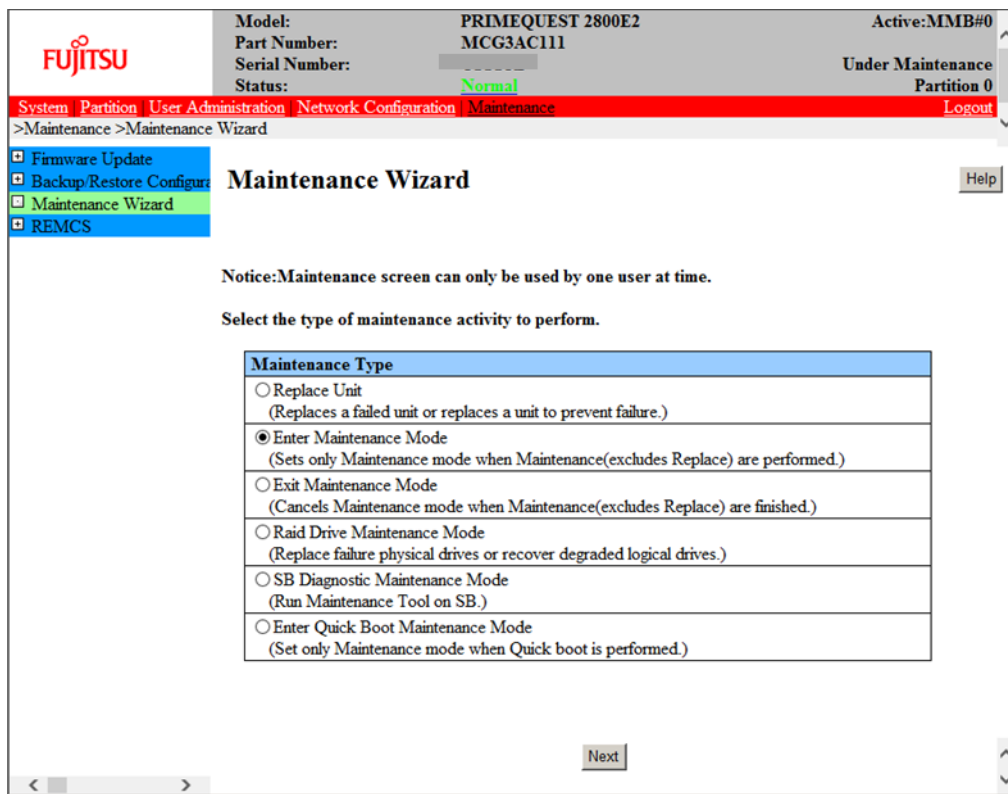 FUJITSU
Model: PRIMEQUEST 2800E2 Active:MMB#0
Part Number: MCG3AC111
Serial Number: Under Maintenance
Status: Normal Partition 0
System | Partition | User Administration | Network Configuration | Maintenance Logout
>Maintenance >Maintenance Wizard
Firmware Update
Backup/Restore Configura
Maintenance Wizard
REMCS
Maintenance Wizard
Help
Notice:Maintenance screen can only be used by one user at time.
Select the type of maintenance activity to perform.
Maintenance Type
Replace Unit
(Replaces a failed unit or replaces a unit to prevent failure.)
Enter Maintenance Mode
(Sets only Maintenance mode when Maintenance(excludes Replace) are performed.)
Exit Maintenance Mode
(Cancels Maintenance mode when Maintenance(excludes Replace) are finished.)
Raid Drive Maintenance Mode
(Replace failure physical drives or recover degraded logical drives.)
SB Diagnostic Maintenance Mode
(Run Maintenance Tool on SB.)
Enter Quick Boot Maintenance Mode
(Set only Maintenance mode when Quick boot is performed.)
Next